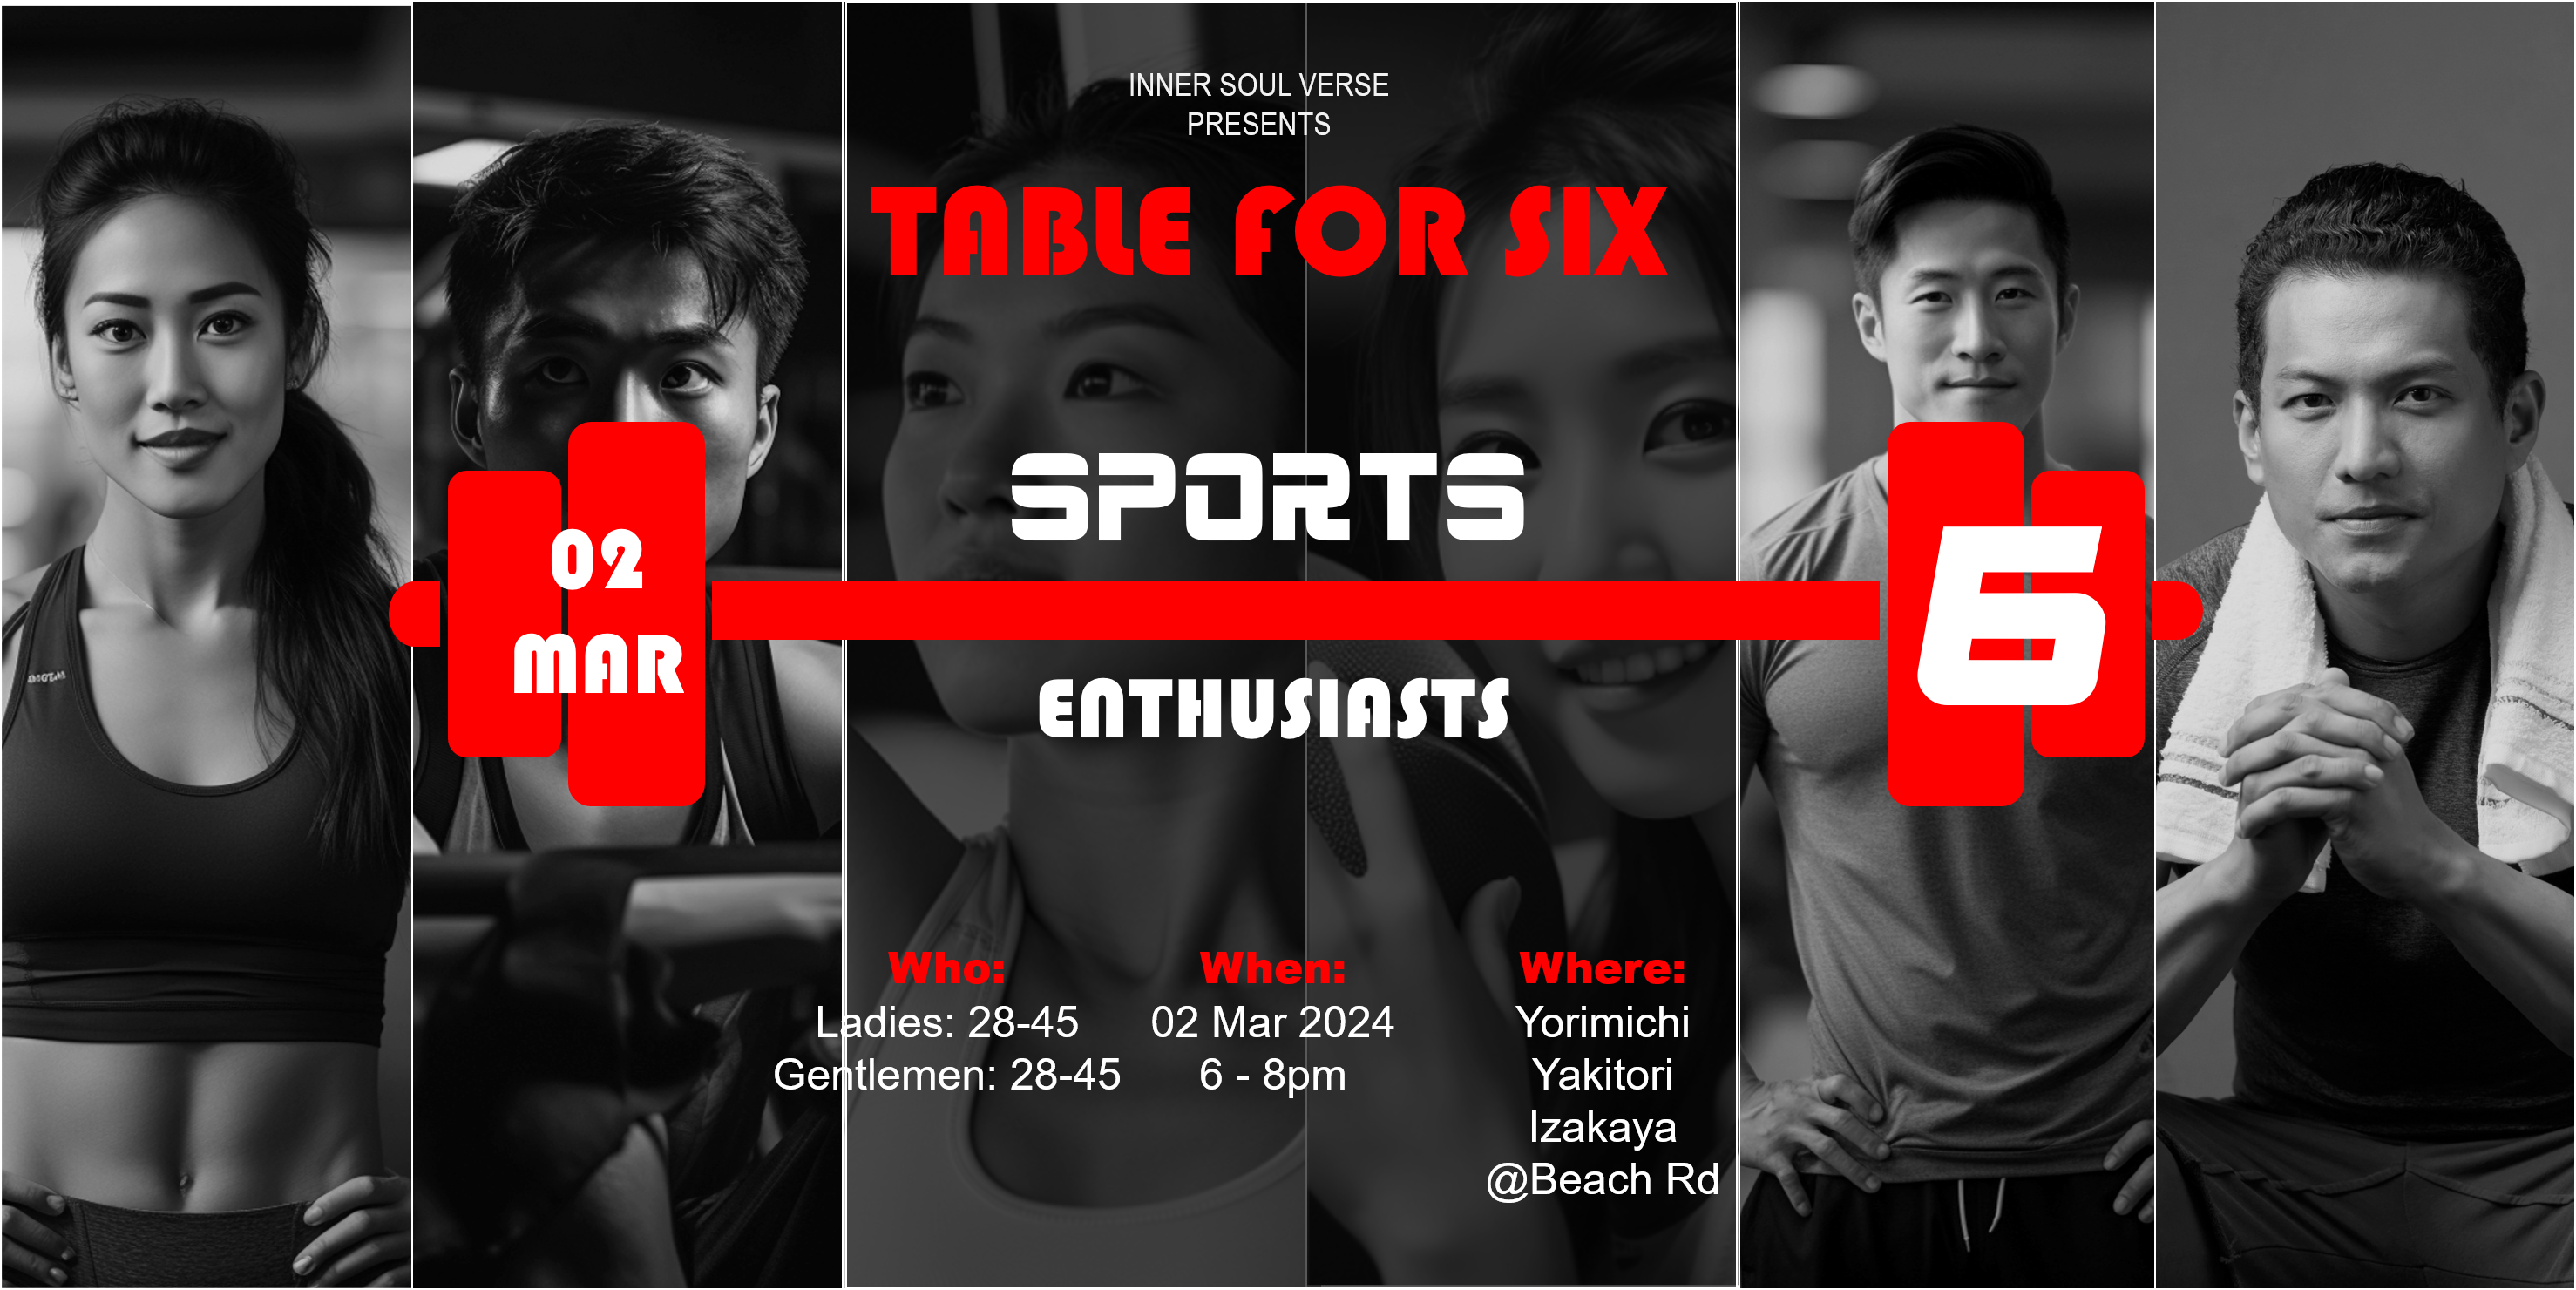 INNER SOUL VERSE
PRESENTS
TABLE FOR SIX
SPORTS
02
MAR
6
ENTHUSIASTS
Who:
Ladies: 28-45
Gentlemen: 28-45
When:
02 Mar 2024
6 - 8pm
Where:
Yorimichi
Yakitori
Izakaya
@Beach Rd